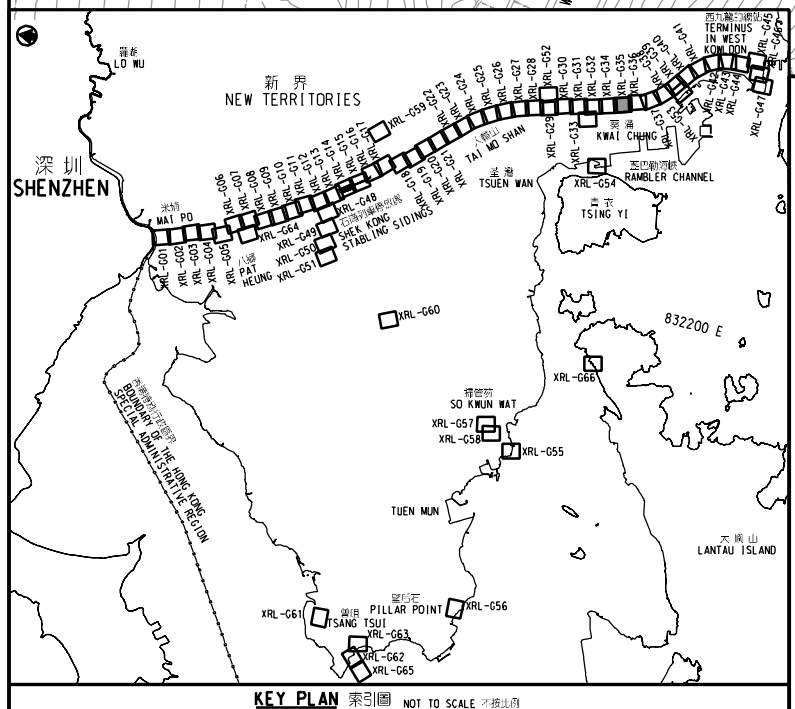 羅湖
LO WU
新界
NEW TERRITORIES
深圳
SHENZHEN
米埔
MAI PO
XRL-G01
XRL-G02
XRL-G03
XRL-G04
XRL-G05
XRL-G06
XRL-G07
XRL-G08
XRL-G09
XRL-G10
XRL-G11
XRL-G12
XRL-G13
XRL-G14
XRL-G15
XRL-G16
XRL-G17
XRL-G59
XRL-G64
八鄉
PAT
HEUNG
XRL-G48
XRL-G49
XRL-G50
XRL-G51
石崗列車停放處
SHEK KONG
STABLING SIDINGS
XRL-G18
XRL-G19
XRL-G20
XRL-G21
XRL-G22
XRL-G23
XRL-G24
XRL-G25
XRL-G26
XRL-G27
XRL-G28
XRL-G52
TAI MO SHAN
XRL-G29
XRL-G30
XRL-G31
XRL-G32
XRL-G33
XRL-G34
XRL-G35
XRL-G36
XRL-G37
XRL-G39
XRL-G40
XRL-G41
XRL-G42
XRL-G43
XRL-G44
XRL-G45
XRL-G47
TERMINUS
IN WEST
KOWLOON
葵涌
KWAI CHUNG
荃灣
TSUEN WAN
XRL-G54
藍巴勒海峽
RAMBLER CHANNEL
青衣
TSING YI
XRL-G60
832200 E
XRL-G66
掃管笏
SO KWUN WAT
XRL-G57
XRL-G58
XRL-G55
香港特別行政區界
BOUNDARY OF THE HONG KONG
SPECIAL ADMINISTRATIVE REGION
TUEN MUN
大嶼山
LANTAU ISLAND
望后石
PILLAR POINT
XRL-G56
XRL-G61
曾咀
TSANG TSUI
XRL-G63
XRL-G62
XRL-G65
KEY PLAN 索引圖 NOT TO SCALE 不按比例